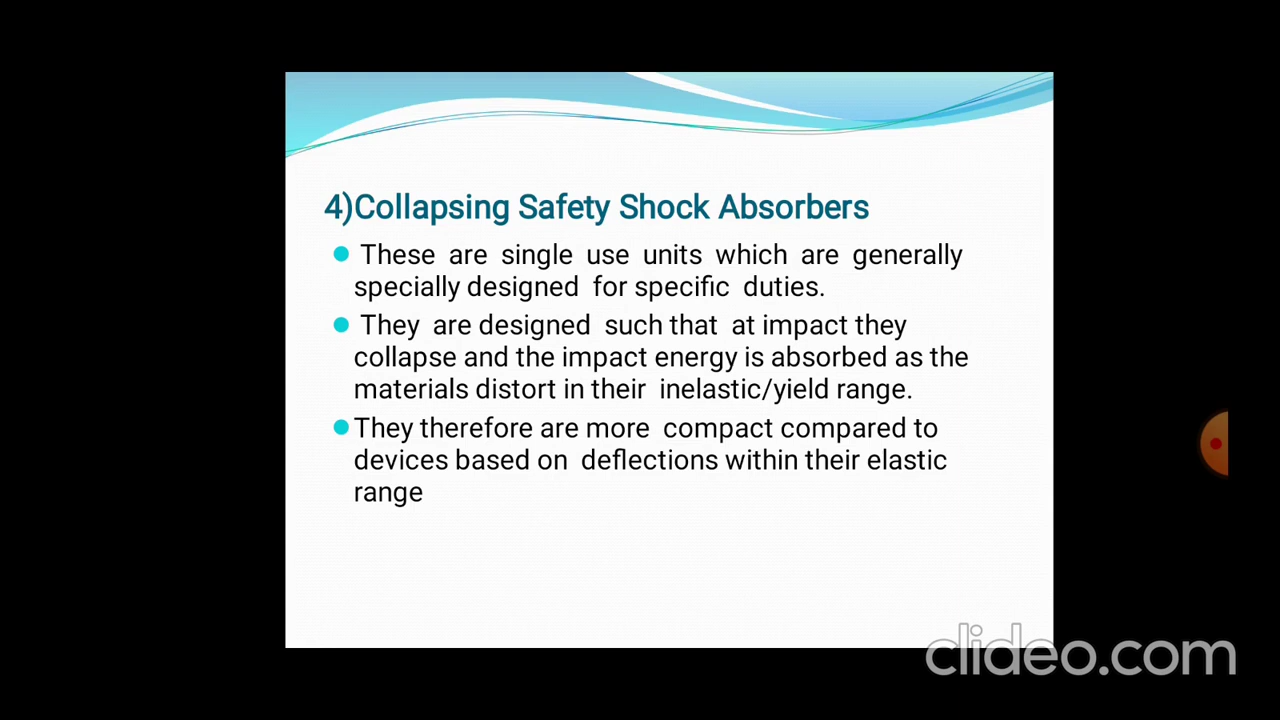 4)Collapsing Safety Shock Absorbers
These are single use units which are generally
specially designed for specific duties.
They are designed such that at impact they
collapse and the impact energy is absorbed as the
materials distort in their inelastic/yield range.
They therefore are more compact compared to
devices based on deflections within their elastic
range
clideo.com